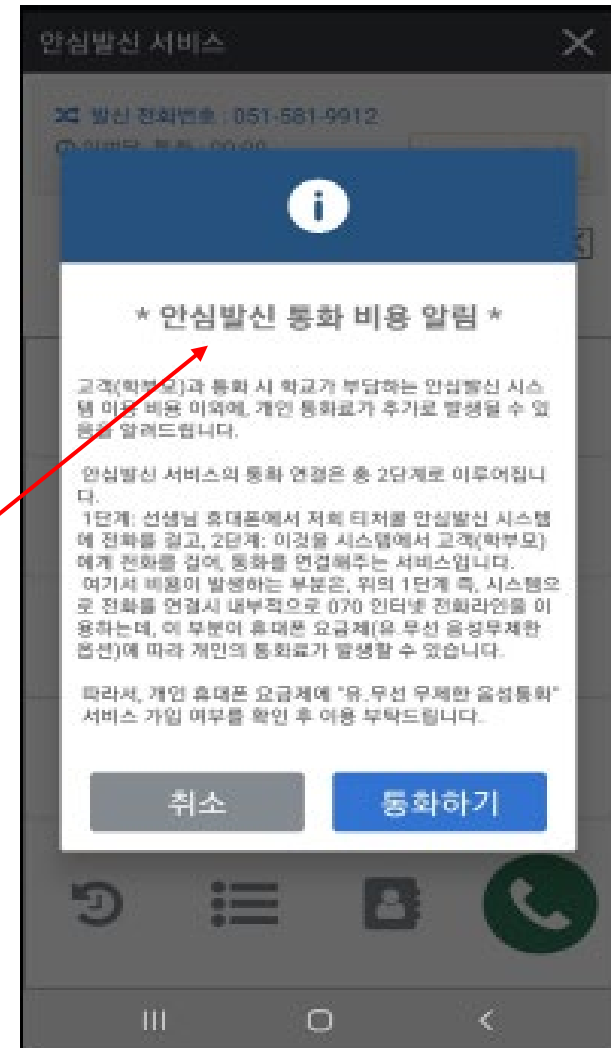 안심발신 서비스
발신 전화번호 : 051-581-9912
* 안심발신 통화 비용 알림 *
고객(학부모)과 통화 시 학교가 부담하는 안심발신 시스
템 이용 비용 이외에, 개인 통화료가 추가로 발생될 수 있
음을 알려드립니다.
안심발신 서비스의 통화 연결은 총 2단계로 이루어집니
다.
1단계: 선생님 휴대폰에서 저희 티처콜 안심발신 시스템
에 전화를 걸고, 2단계: 이것을 시스템에서 고객(학부모)
에게 전화를 걸어, 통화를 연결해주는 서비스입니다.
여기서 비용이 발생하는 부분은, 위의 1단계 즉, 시스템으
로 전화를 연결시 내부적으로 070 인터넷 전화라인을 이
용하는데, 이 부분이 휴대폰 요금제(유.무선 음성무제한
옵션)에 따라 개인의 통화료가 발생할 수 있습니다.
따라서, 개인 휴대폰 요금제에 "유.무선 무제한 음성통화"
서비스 가입 여부를 확인 후 이용 부탁드립니다.
취소
통화하기